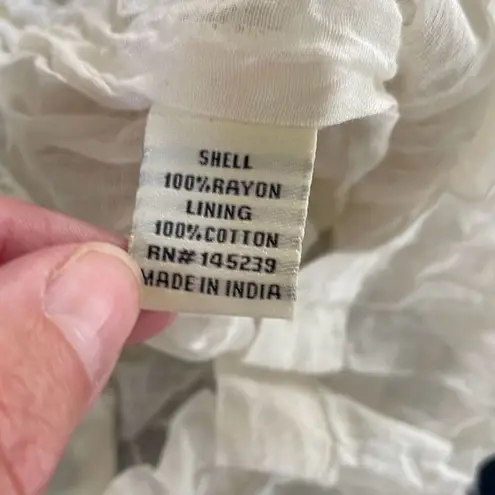 SHELL
100%RAYON
LINING
100%COTTON
RN# 145239
MADE IN INDIA